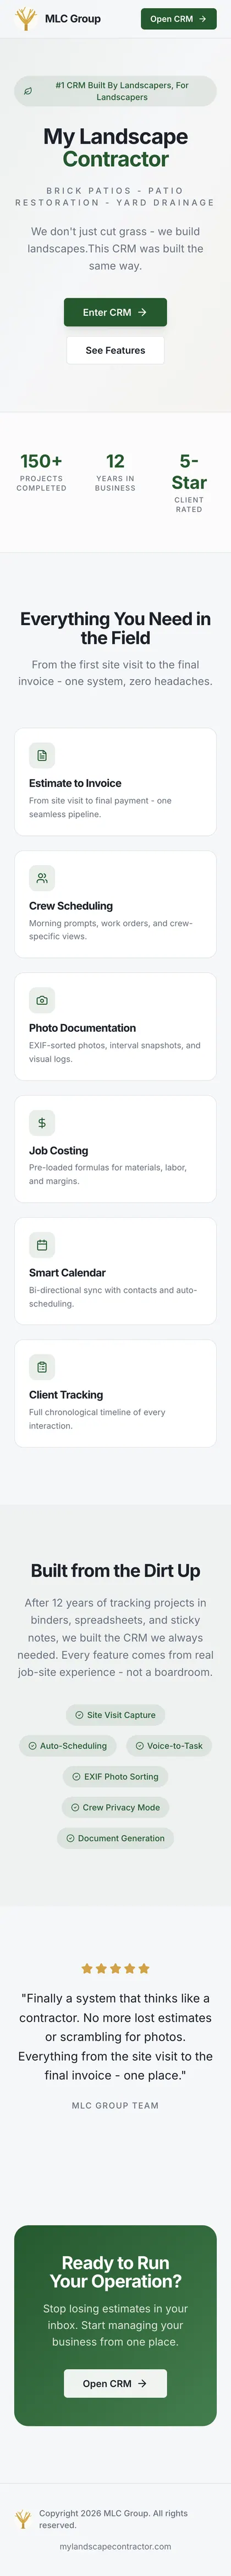 MLC Group
Open CRM
#1 CRM Built By Landscapers, For
Landscapers
My Landscape
Contractor
BRICK PATIOS - PATIO
RESTORATION - YARD DRAINAGE
We don't just cut grass - we build
landscapes.This CRM was built the
same way.
Enter CRM
See Features
150+
PROJECTS
COMPLETED
12
YEARS IN
BUSINESS
5-
Star
CLIENT
RATED
Everything You Need in
the Field
From the first site visit to the final
invoice - one system, zero headaches.
Estimate to Invoice
From site visit to final payment - one
seamless pipeline.
Crew Scheduling
Morning prompts, work orders, and crew-
specific views.
Photo Documentation
EXIF-sorted photos, interval snapshots, and
visual logs.
Job Costing
Pre-loaded formulas for materials, labor,
and margins.
Smart Calendar
Bi-directional sync with contacts and auto-
scheduling.
Client Tracking
Full chronological timeline of every
interaction.
Built from the Dirt Up
After 12 years of tracking projects in
binders, spreadsheets, and sticky
notes, we built the CRM we always
needed. Every feature comes from real
job-site experience - not a boardroom.
Site Visit Capture
Auto-Scheduling
Voice-to-Task
EXIF Photo Sorting
Crew Privacy Mode
Document Generation
"Finally a system that thinks like a
contractor. No more lost estimates
or scrambling for photos.
Everything from the site visit to the
final invoice - one place."
MLC GROUP TEAM
Ready to Run
Your Operation?
Stop losing estimates in your
inbox. Start managing your
business from one place.
Open CRM
Copyright 2026 MLC Group. All rights
reserved.
mylandscapecontractor.com